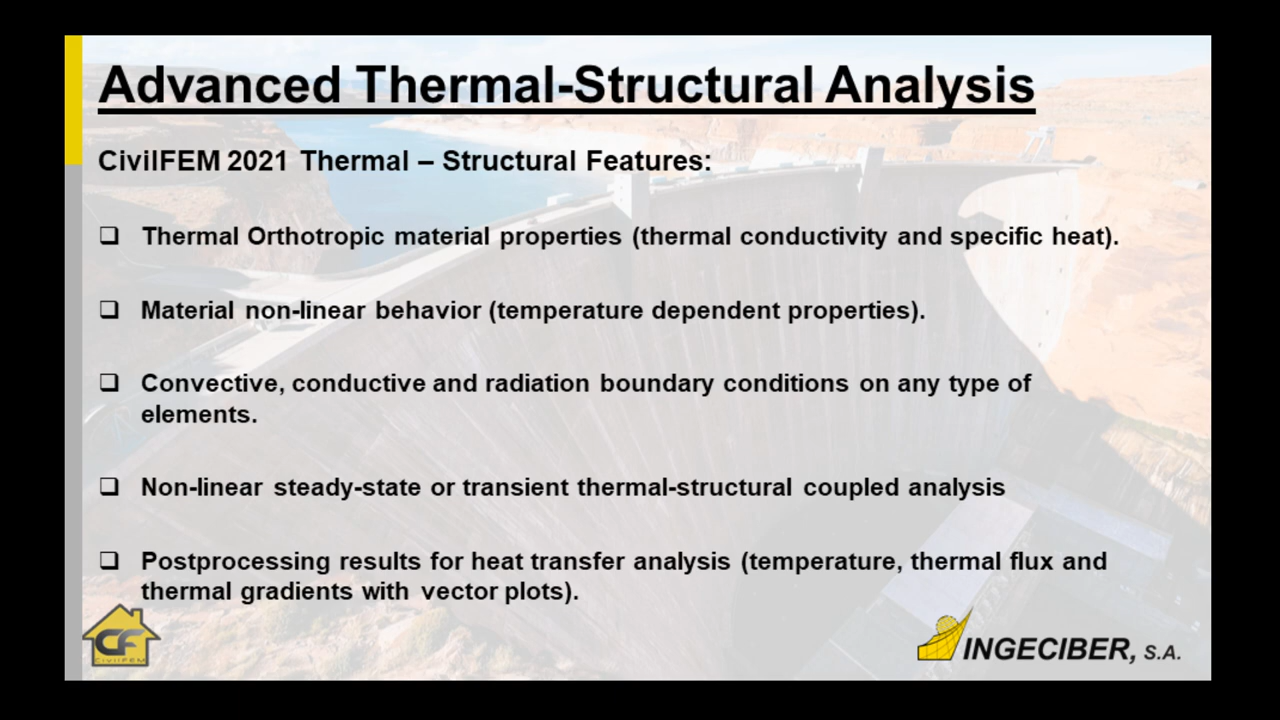 Advanced Thermal-Structural Analysis
CivilFEM 2021 Thermal – Structural Features:
❑ Thermal Orthotropic material properties (thermal conductivity and specific heat).
❑ Material non-linear behavior (temperature dependent properties).
❑ Convective, conductive and radiation boundary conditions on any type of
elements.
❑ Non-linear steady-state or transient thermal-structural coupled analysis
❑ Postprocessing results for heat transfer analysis (temperature, thermal flux and
thermal gradients with vector plots).
CF
CivilFEM
INGECIBER, S.A.